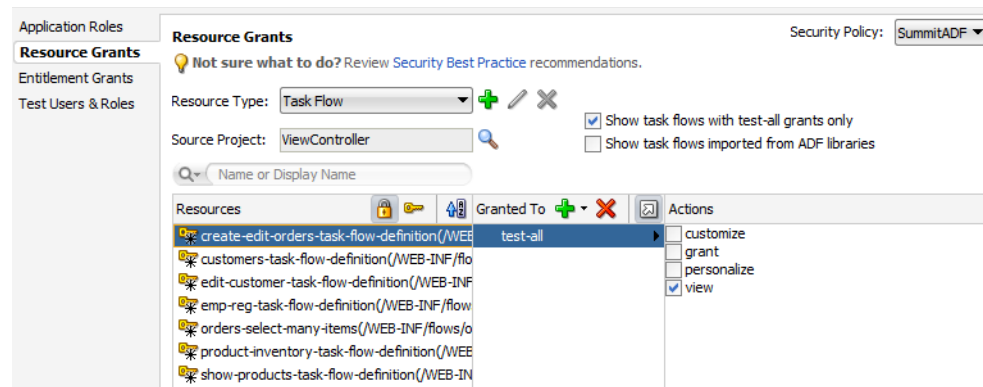 Application Roles
Resource Grants
Entitlement Grants
Test Users & Roles
Resource Grants
Security Policy: SummitADF
Not sure what to do? Review Security Best Practice recommendations.
Resource Type: Task Flow
Show task flows with test-all grants only
Source Project: ViewController
Show task flows imported from ADF libraries
Name or Display Name
Resources
Granted To
Actions
create-edit-orders-task-flow-definition(/WEB
customers-task-flow-definition(/WEB-INF/flo
edit-customer-task-flow-definition(/WEB-INF
emp-reg-task-flow-definition(/WEB-INF/flow
orders-select-many-items(/WEB-INF/flows/o
product-inventory-task-flow-definition(/WEB
show-products-task-flow-definition(/WEB-IN
test-all
customize
grant
personalize
view